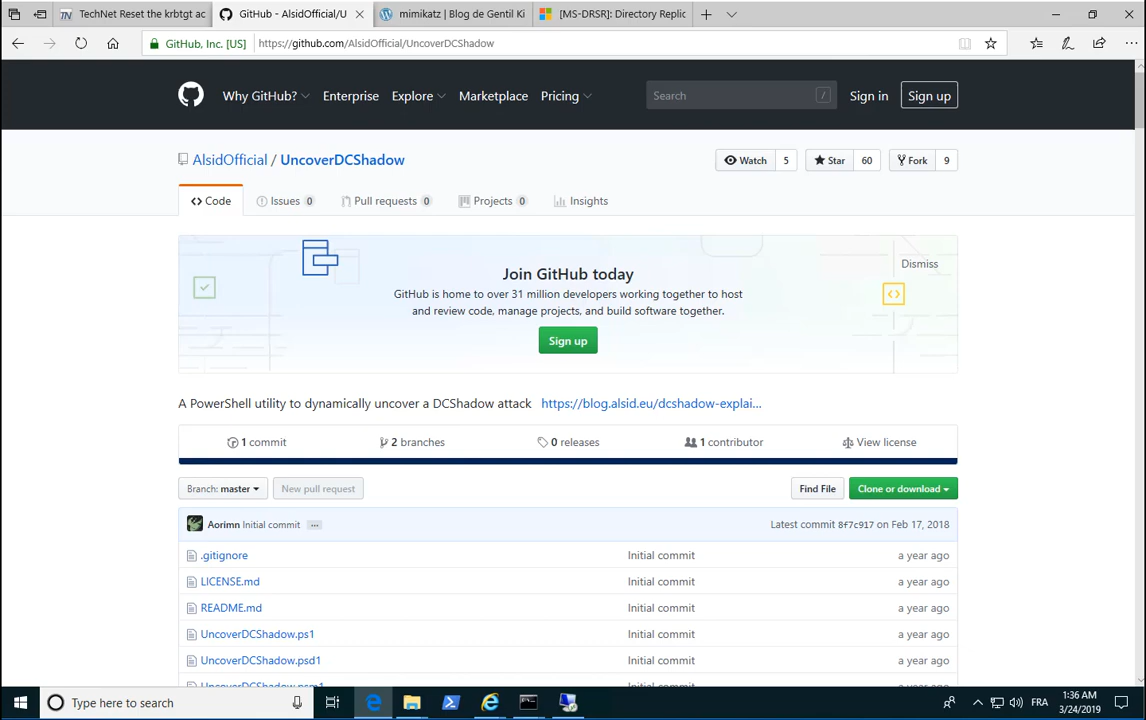 TechNet Reset the krbtgt ac
GitHub - AlsidOfficial/U
mimikatz | Blog de Gentil Ki
[MS-DRSR]: Directory Replic
GitHub, Inc. [US]
https://github.com/AlsidOfficial/UncoverDCShadow
Why GitHub?
Enterprise
Explore
Marketplace
Pricing
Search
/
Sign in
Sign up
AlsidOfficial / UncoverDCShadow
Watch 5
Star 60
Fork 9
Code
Issues 0
Pull requests 0
Projects 0
Insights
Join GitHub today
Dismiss
GitHub is home to over 31 million developers working together to host
and review code, manage projects, and build software together.
Sign up
A PowerShell utility to dynamically uncover a DCShadow attack https://blog.alsid.eu/dcshadow-explai...
1 commit
2 branches
0 releases
1 contributor
View license
Branch: master
New pull request
Find File
Clone or download
Aorimn Initial commit ...
Latest commit 8f7c917 on Feb 17, 2018
.gitignore Initial commit a year ago
LICENSE.md Initial commit a year ago
README.md Initial commit a year ago
UncoverDCShadow.ps1 Initial commit a year ago
UncoverDCShadow.psd1 Initial commit a year ago
UncoverDCShadow.psm1 Initial commit a year ago
Type here to search
FRA
1:36 AM
3/24/2019